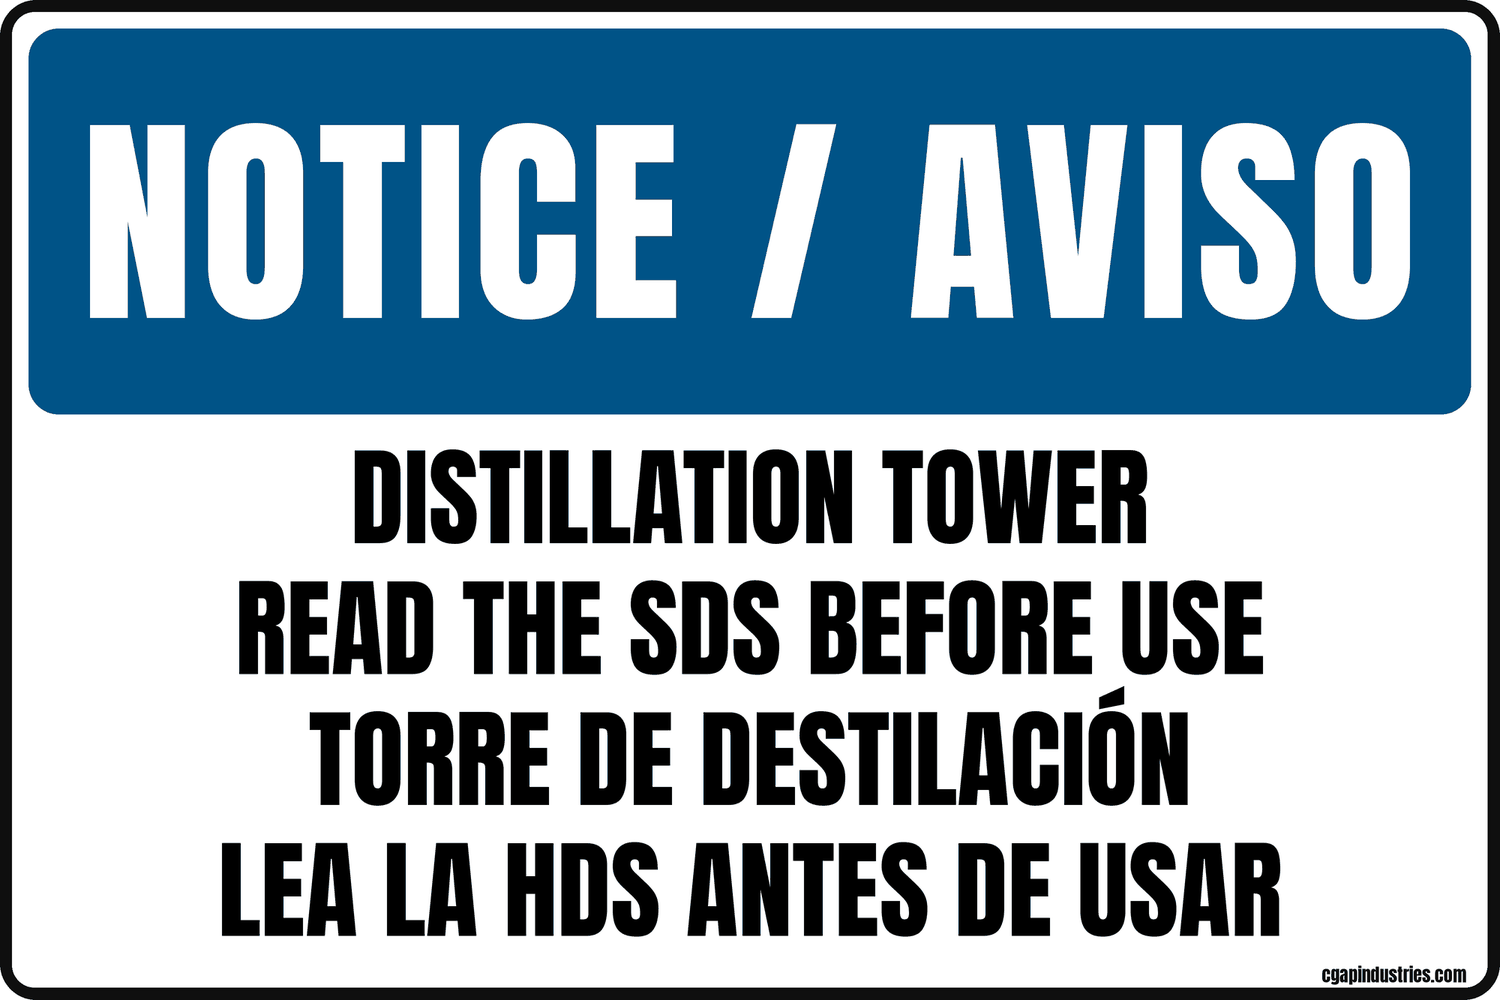 NOTICE / AVISO
DISTILLATION TOWER
READ THE SDS BEFORE USE
TORRE DE DESTILACIÓN
LEA LA HDS ANTES DE USAR
cgapindustries.com